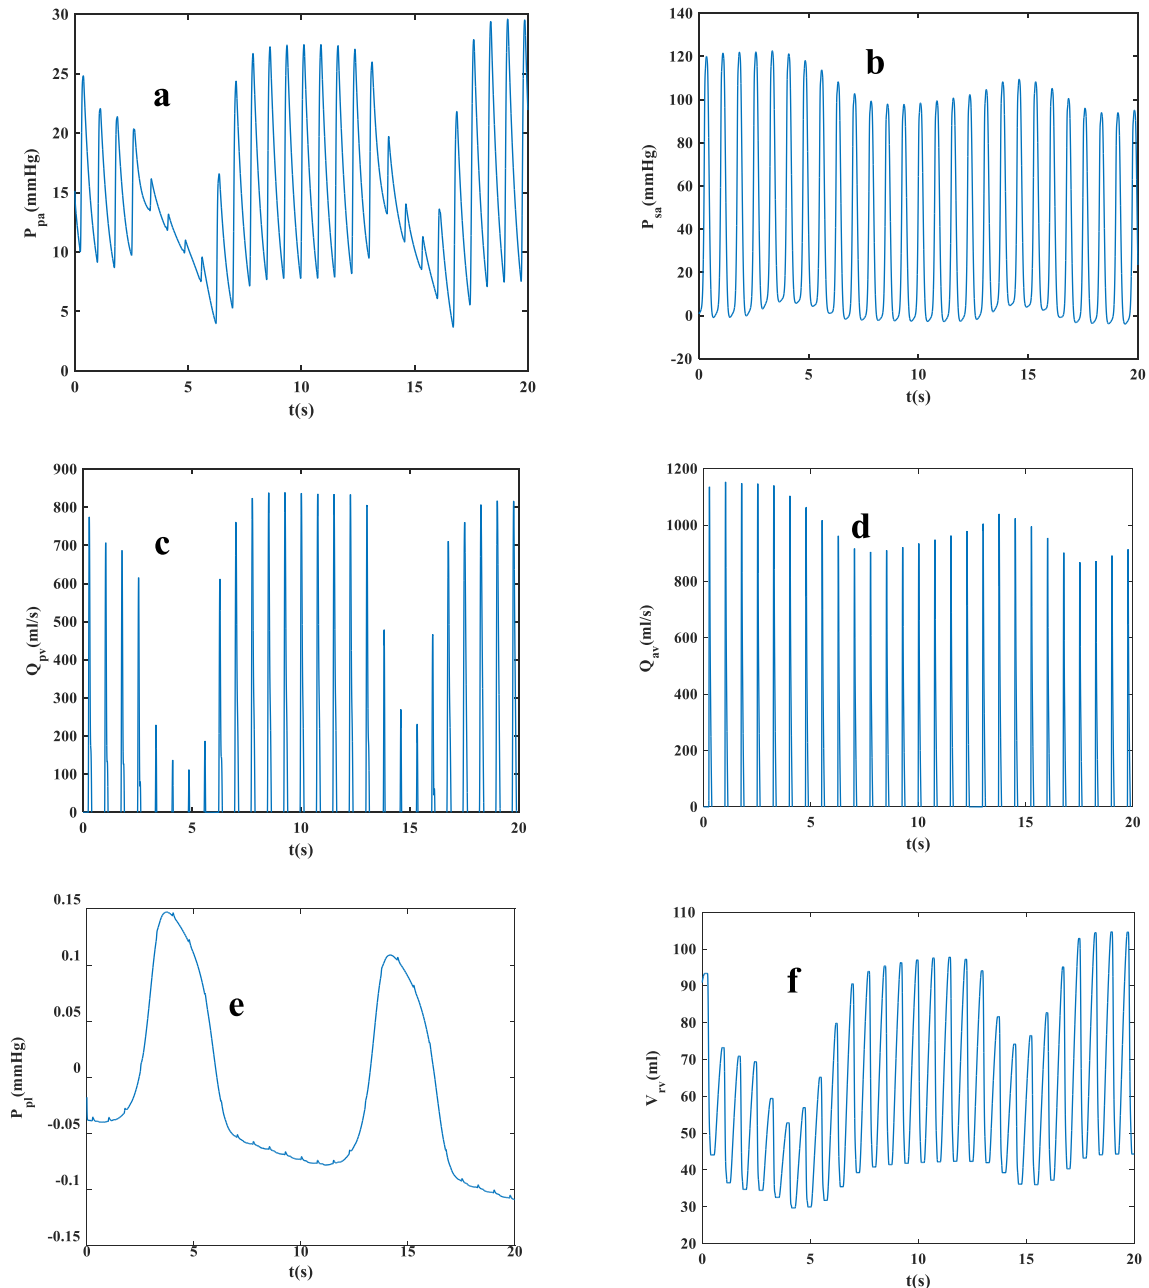 30
25
20
15
10
5
0
P_pa(mmHg)
a
0 5 10 15 20
t(s)
140
120
100
80
60
40
20
0
-20
P_sa(mmHg)
b
0 5 10 15 20
t(s)
900
800
700
600
500
400
300
200
100
0
Q_pv(ml/s)
c
0 5 10 15 20
t(s)
1200
1000
800
600
400
200
0
Q_av(ml/s)
d
0 5 10 15 20
t(s)
0.15
0.1
0.05
0
-0.05
-0.1
-0.15
P_pl(mmHg)
e
0 5 10 15 20
t(s)
110
100
90
80
70
60
50
40
30
20
V_rv(ml)
f
0 5 10 15 20
t(s)